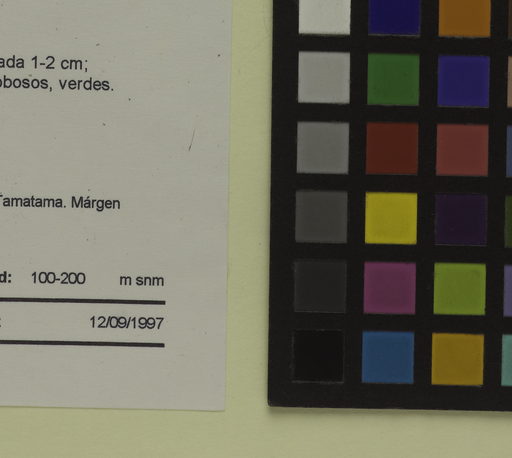 ada 1-2 cm;
obosos, verdes.
Tamatama. Márgen
d: 100-200 m snm
12/09/1997